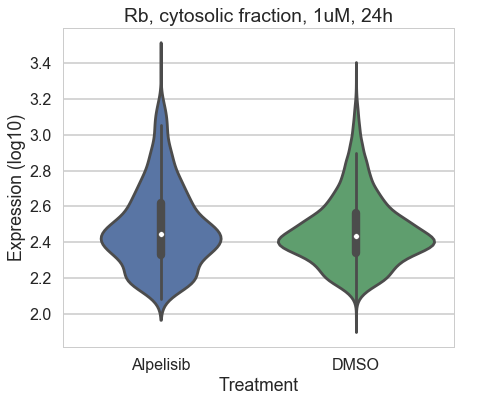 Rb, cytosolic fraction, 1uM, 24h
3.4
3.2
3.0
2.8
2.6
2.4
2.2
2.0
Expression (log10)
Alpelisib
DMSO
Treatment